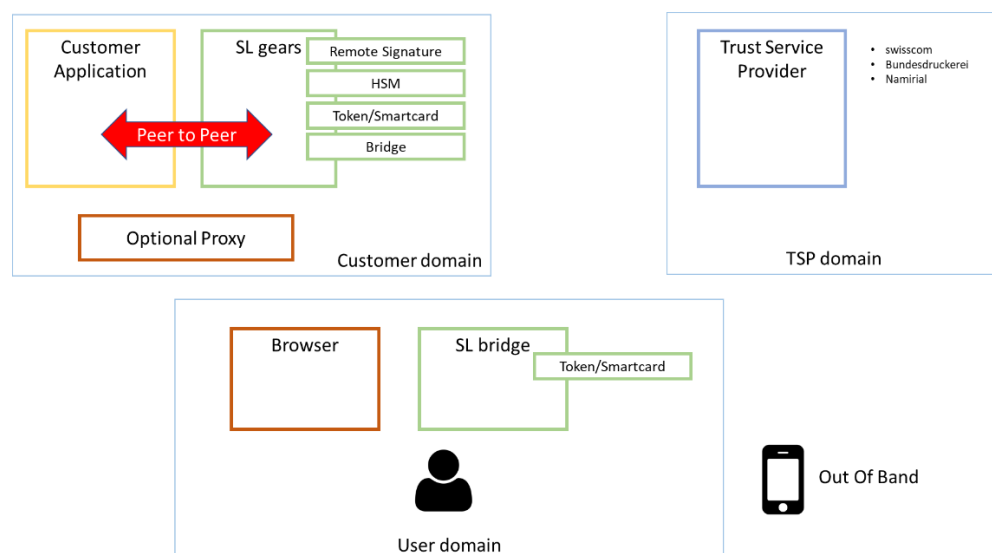 Customer
Application
SL gears
Remote Signature
HSM
Token/Smartcard
Bridge
Peer to Peer
Optional Proxy
Customer domain
Trust Service
Provider
• swisscom
• Bundesdruckerei
• Namirial
TSP domain
Browser
SL bridge
Token/Smartcard
Out Of Band
User domain